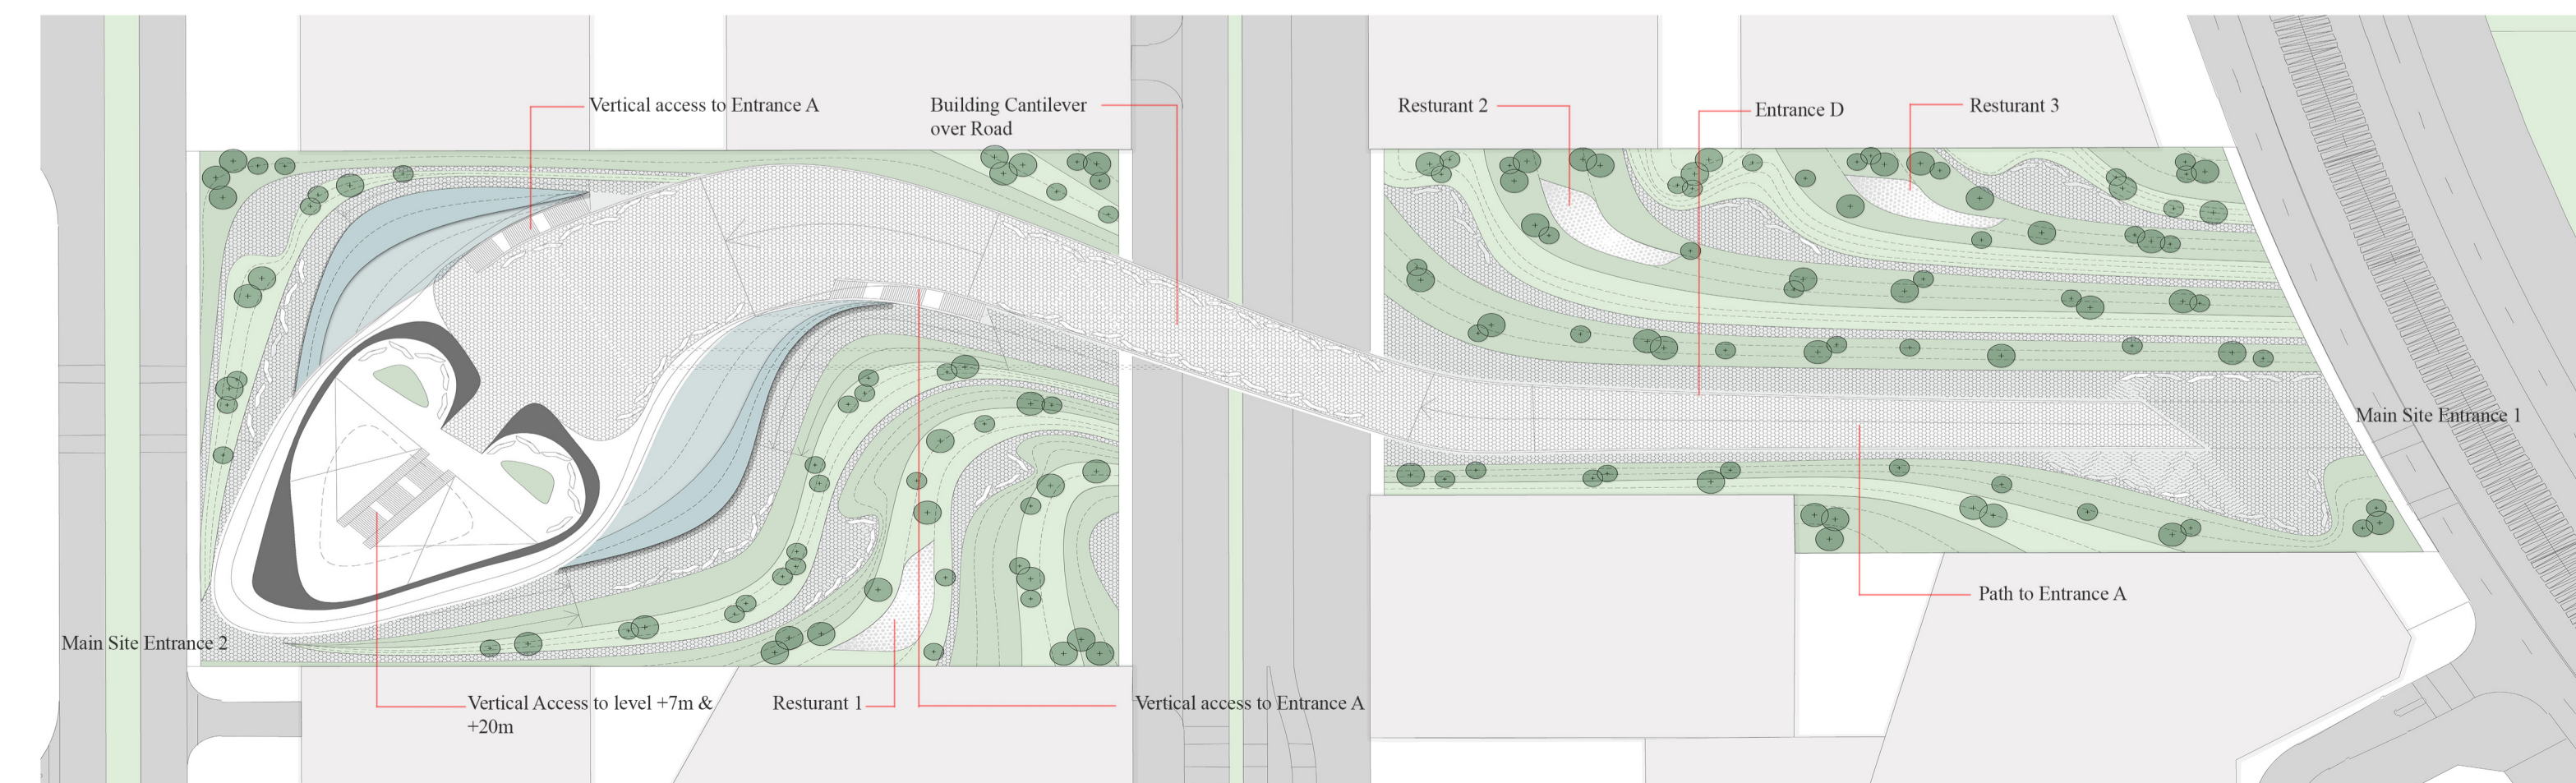 Vertical access to Entrance A
Building Cantilever
over Road
Resturant 2
Entrance D
Resturant 3
Main Site Entrance 1
Path to Entrance A
Main Site Entrance 2
Vertical Access to level +7m &
+20m
Resturant 1
Vertical access to Entrance A